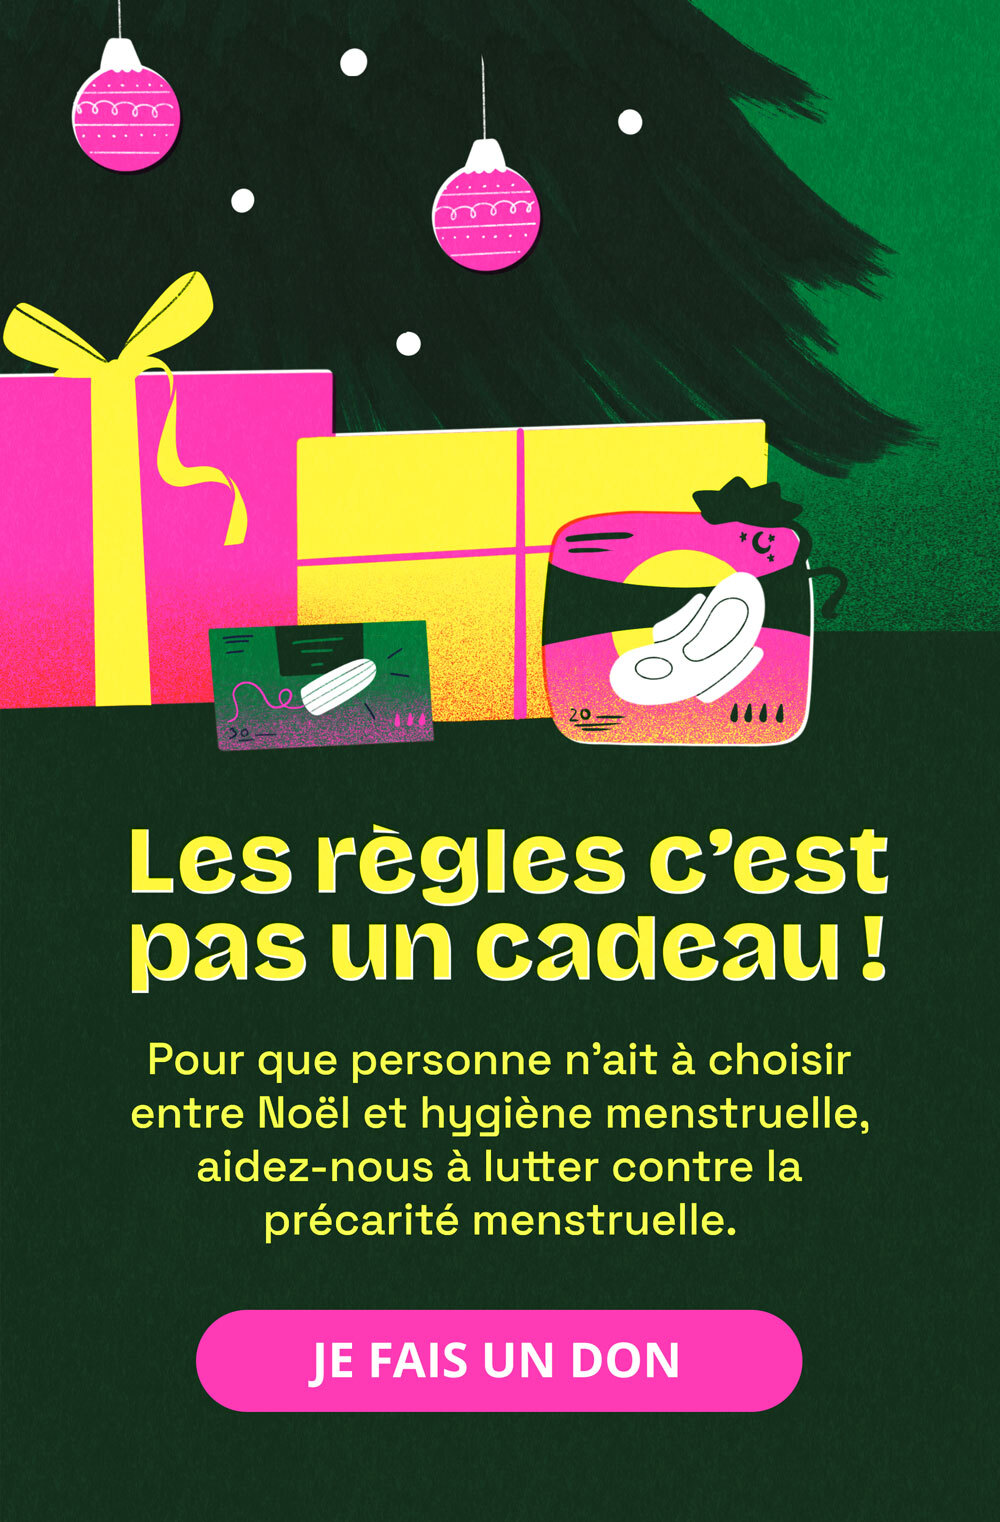 30
20
Les règles c’est
pas un cadeau !
Pour que personne n’ait à choisir
entre Noël et hygiène menstruelle,
aidez-nous à lutter contre la
précarité menstruelle.
JE FAIS UN DON